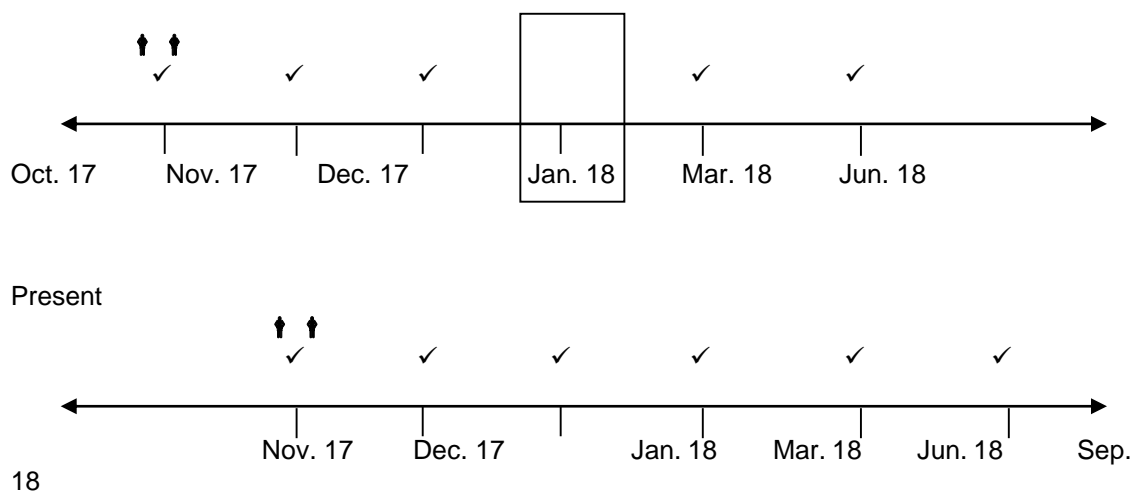 Oct. 17 Nov. 17 Dec. 17 Jan. 18 Mar. 18 Jun. 18
Present
Nov. 17 Dec. 17 Jan. 18 Mar. 18 Jun. 18 Sep.
18